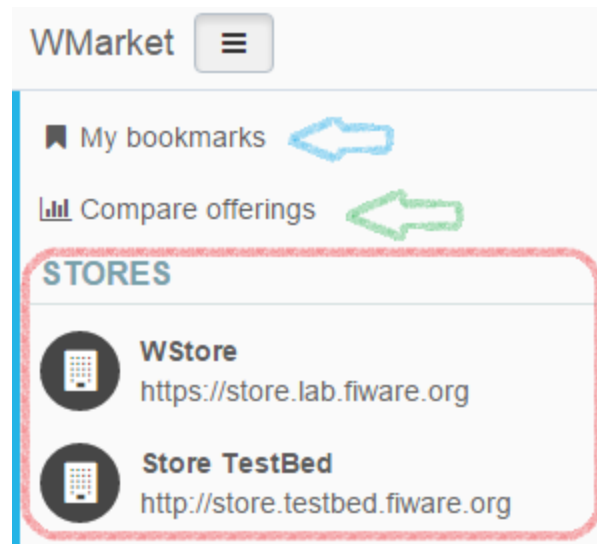 WMarket
My bookmarks
Compare offerings
STORES
WStore
https://store.lab.fiware.org
Store TestBed
http://store.testbed.fiware.org